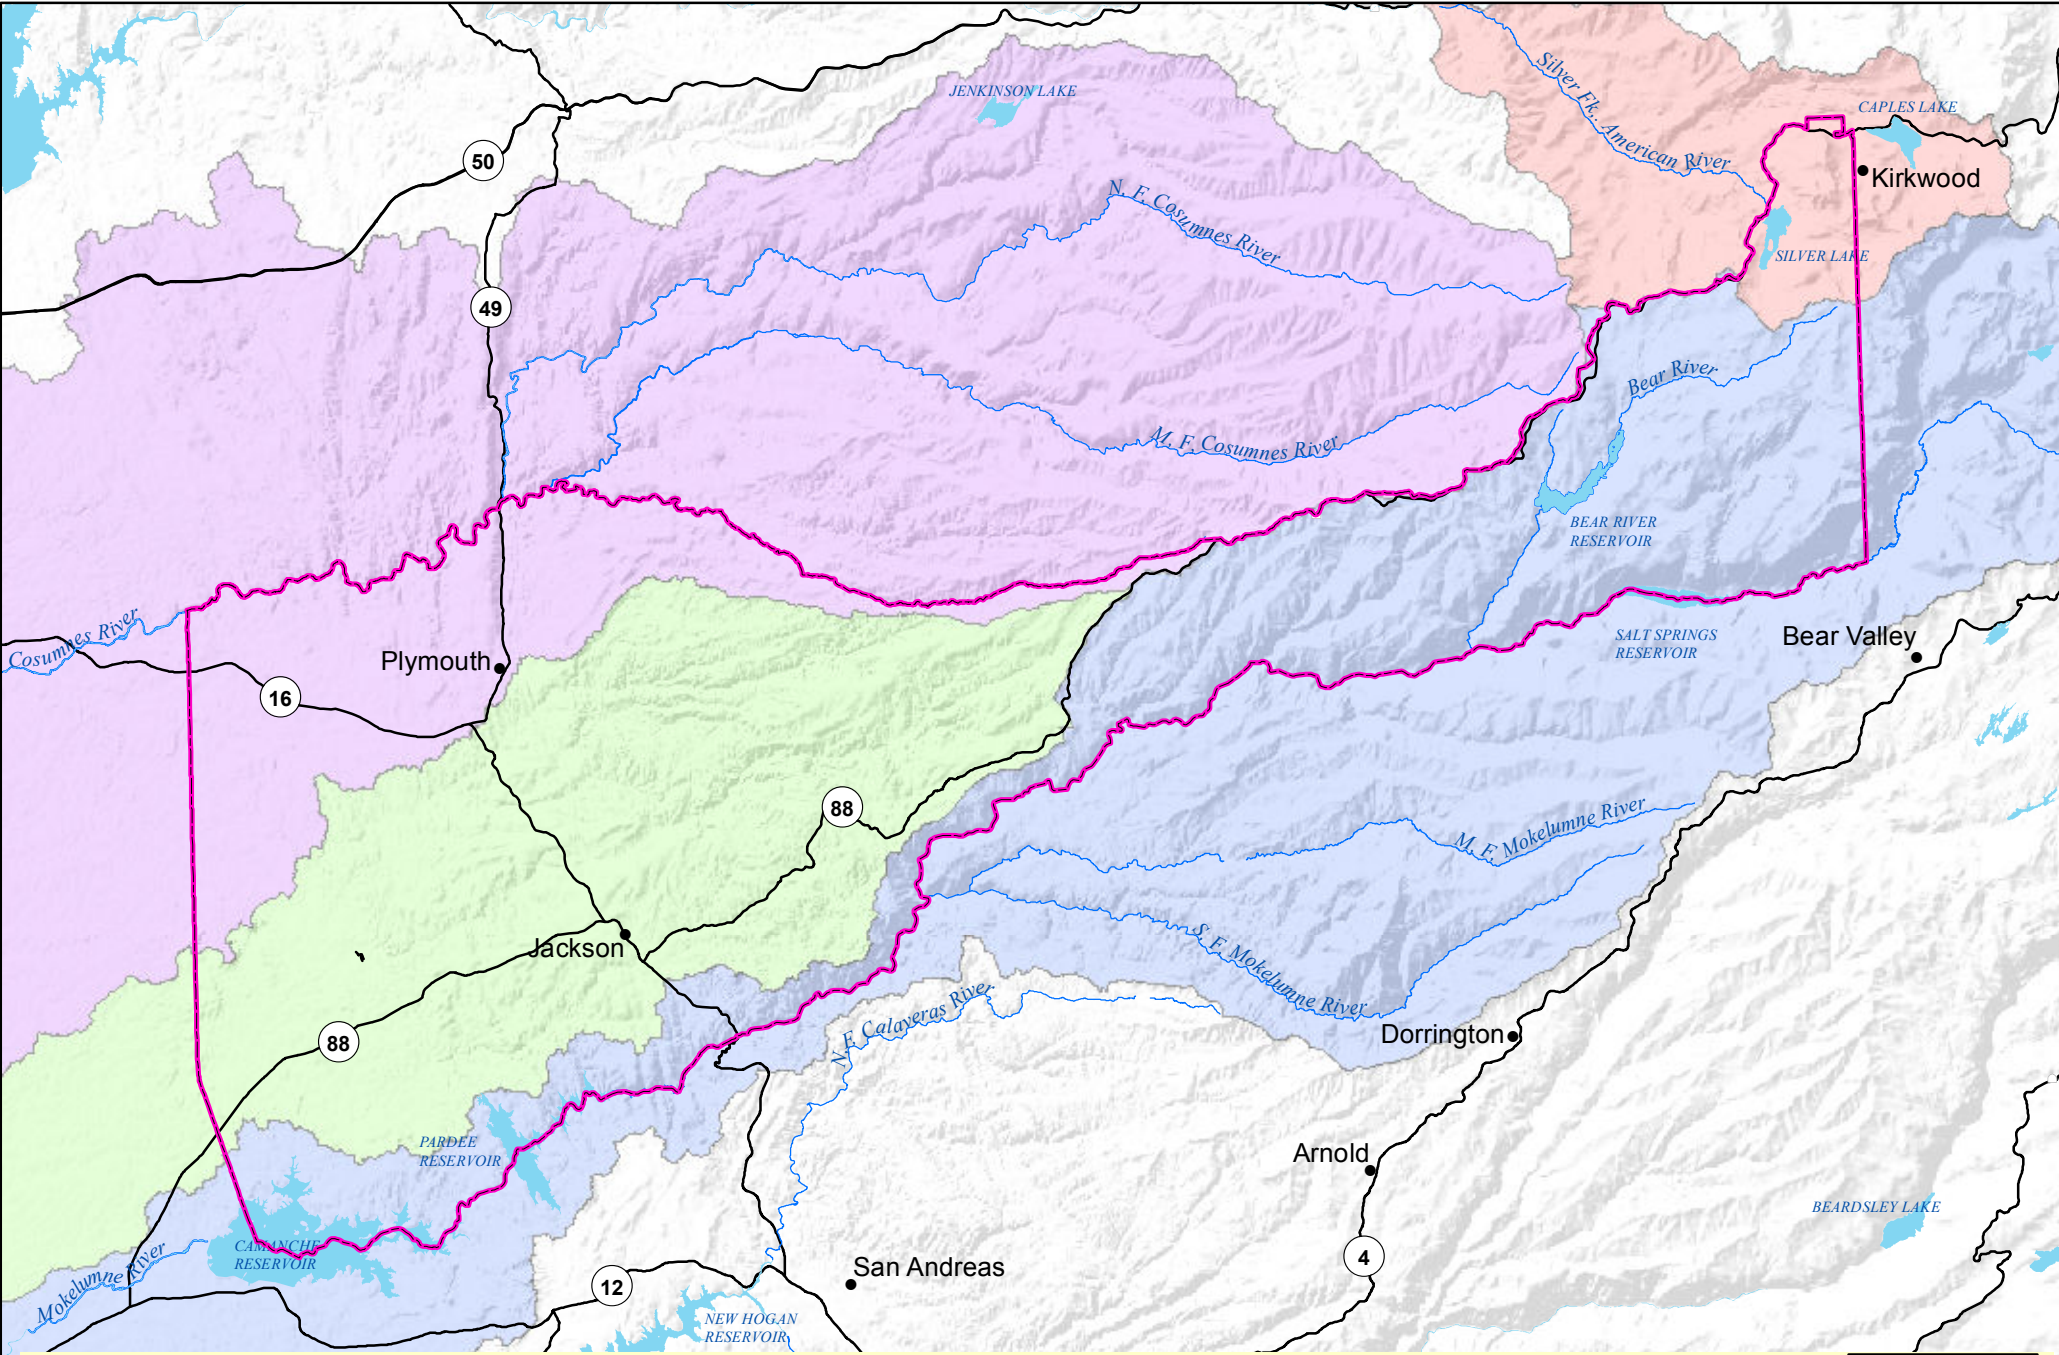 JENKINSON LAKE
Silver Fk. American River
CAPLES LAKE
50
Kirkwood
N. F. Cosumnes River
SILVER LAKE
49
Bear River
M. F. Cosumnes River
BEAR RIVER
RESERVOIR
Cosumnes River
Plymouth
SALT SPRINGS
RESERVOIR
Bear Valley
16
88
M. F. Mokelumne River
Jackson
S. F. Mokelumne River
N. F. Calaveras River
Dorrington
88
PARDEE
RESERVOIR
Arnold
BEARDSLEY LAKE
CAMANCHE
RESERVOIR
Mokelumne River
San Andreas
4
12
NEW HOGAN
RESERVOIR